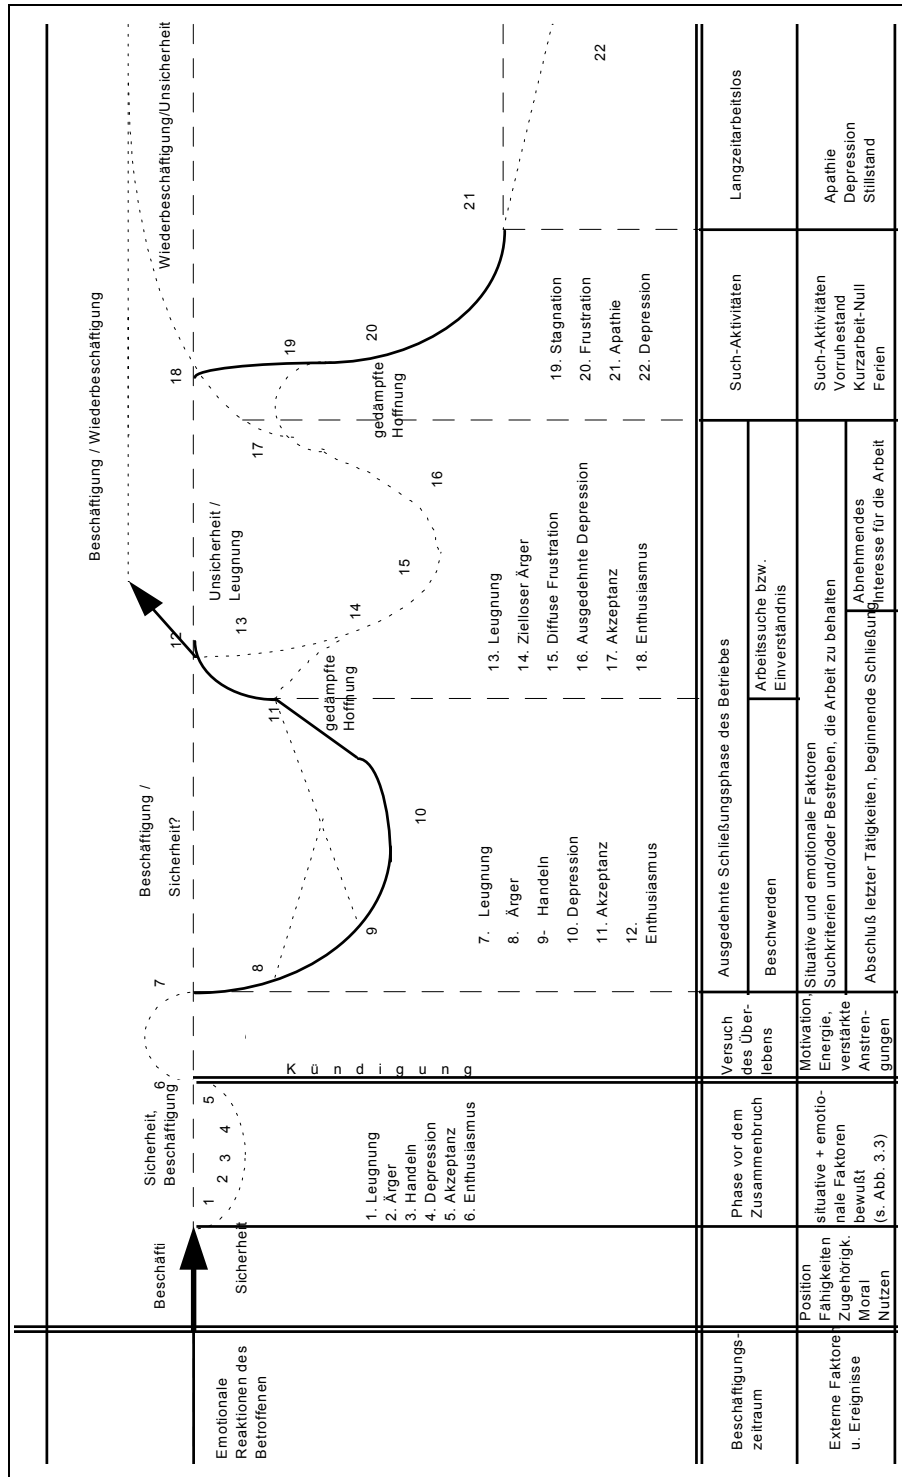 Emotionale
Reaktionen des
Betroffenen
Beschäfti
Sicherheit
Sicherheit,
Beschäftigung
1
2
3
4
5
6
7
8
9
10
11
12
13
14
15
16
17
18
19
20
21
22
Beschäftigung /
Sicherheit?
gedämpfte
Hoffnung
Unsicherheit /
Leugnung
Beschäftigung / Wiederbeschäftigung
gedämpfte
Hoffnung
Wiederbeschäftigung/Unsicherheit
Kündigung
1. Leugnung
2. Ärger
3. Handeln
4. Depression
5. Akzeptanz
6. Enthusiasmus
7. Leugnung
8. Ärger
9- Handeln
10. Depression
11. Akzeptanz
12.
Enthusiasmus
13. Leugnung
14. Zielloser Ärger
15. Diffuse Frustration
16. Ausgedehnte Depression
17. Akzeptanz
18. Enthusiasmus
19. Stagnation
20. Frustration
21. Apathie
22. Depression
Beschäftigungs-
zeitraum
Phase vor dem
Zusammenbruch
Versuch
des Über-
lebens
Ausgedehnte Schließungsphase des Betriebes
Beschwerden
Arbeitssuche bzw.
Einverständnis
Such-Aktivitäten
Langzeitarbeitslos
Externe Faktoren
u. Ereignisse
Position
Fähigkeiten
Zugehörigk.
Moral
Nutzen
situative + emotio-
nale Faktoren
bewußt
(s. Abb. 3.3)
Motivation,
Energie,
verstärkte
Anstren-
gungen
Situative und emotionale Faktoren
Suchkriterien und/oder Bestreben, die Arbeit zu behalten
Abschluß letzter Tätigkeiten, beginnende Schließung
Abnehmendes
Interesse für die Arbeit
Such-Aktivitäten
Vorruhestand
Kurzarbeit-Null
Ferien
Apathie
Depression
Stillstand